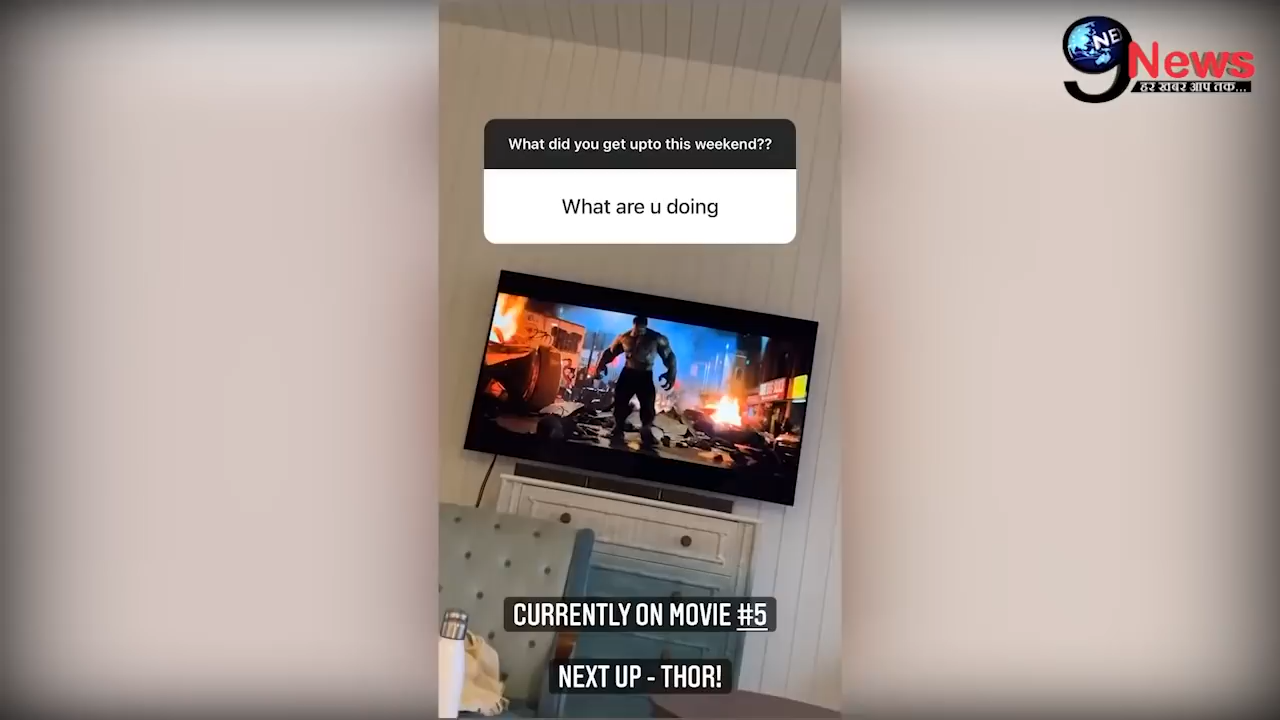 NE
9 News
हर खबर आप तक...
What did you get upto this weekend??
What are u doing
CURRENTLY ON MOVIE #5
NEXT UP - THOR!